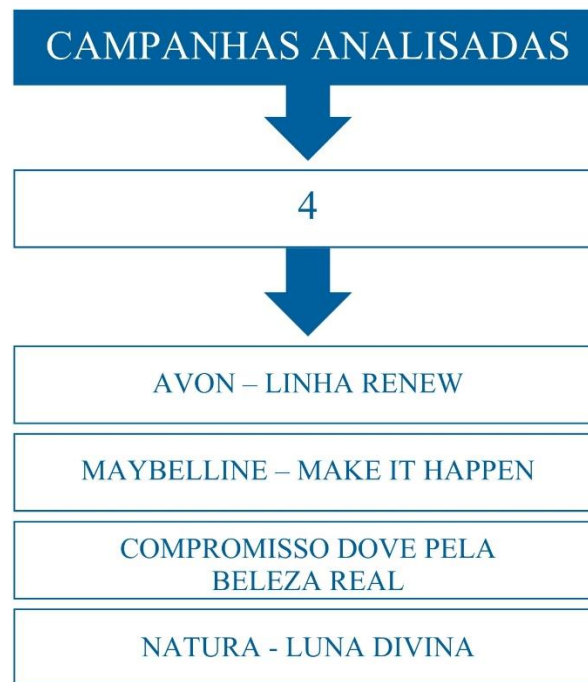 CAMPANHAS ANALISADAS
4
AVON – LINHA RENEW
MAYBELLINE – MAKE IT HAPPEN
COMPROMISSO DOVE PELA
BELEZA REAL
NATURA - LUNA DIVINA